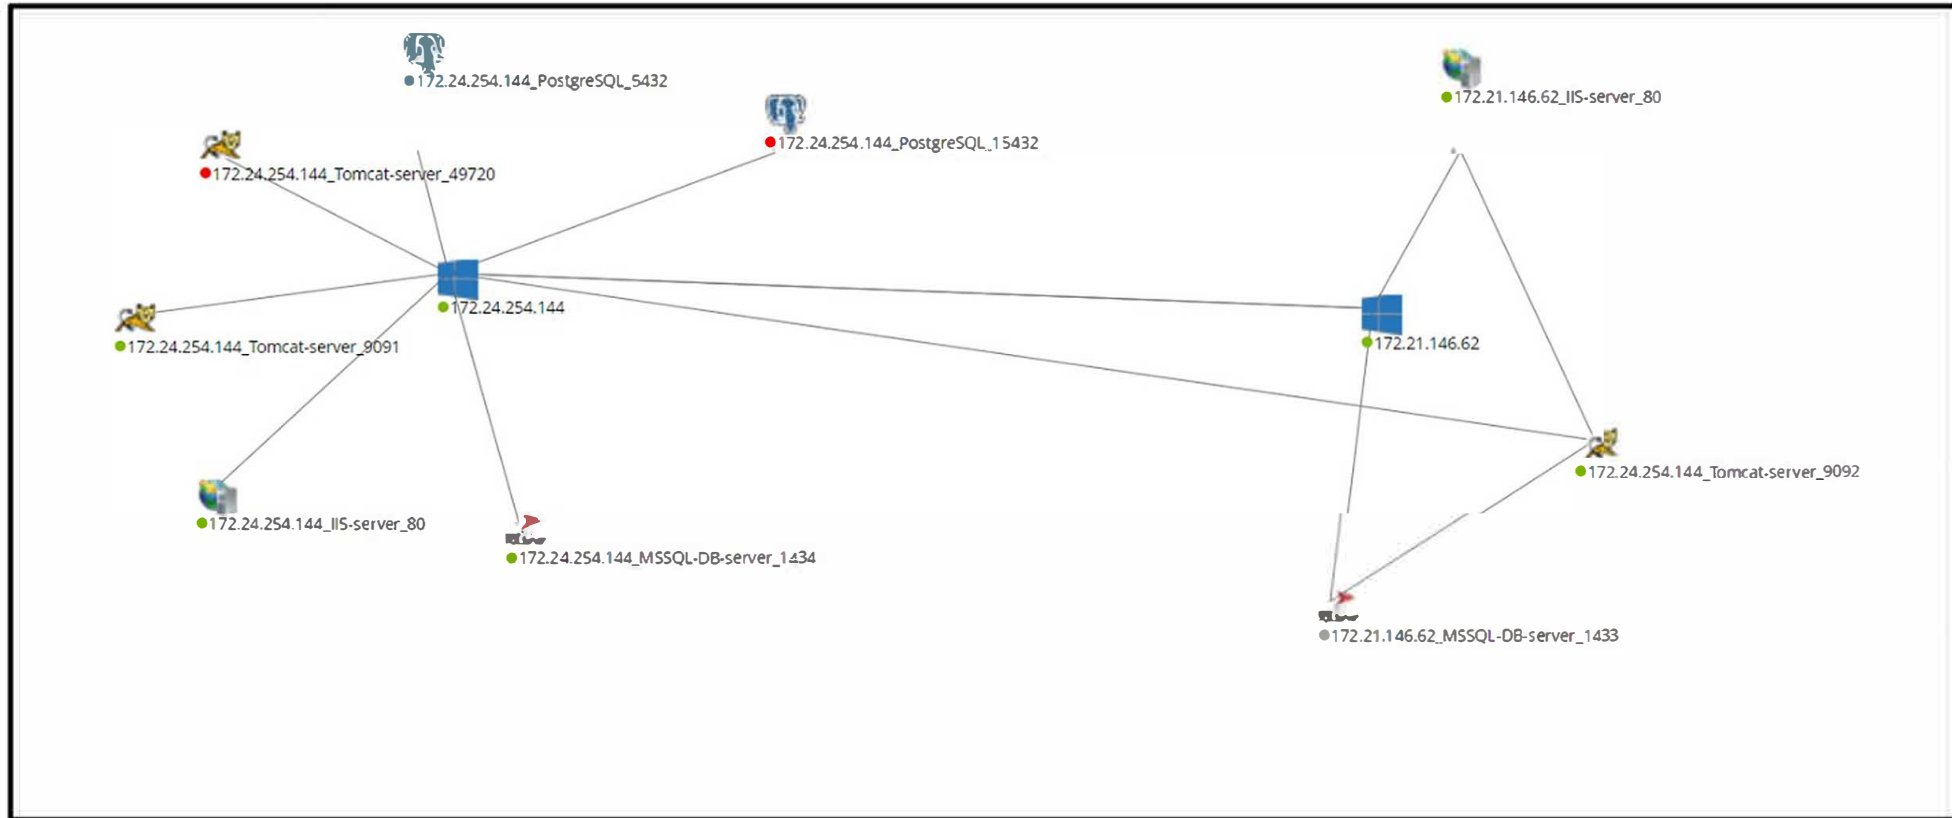 172.24.254.144_PostgreSQL_5432
172.21.146.62_IIS-server_80
172.24.254.144_PostgreSQL_15432
172.24.254.144_Tomcat-server_49720
172.24.254.144
172.21.146.62
172.24.254.144_Tomcat-server_9091
172.24.254.144_Tomcat-server_9092
172.24.254.144_IIS-server_80
172.24.254.144_MSSQL-DB-server_1434
172.21.146.62_MSSQL-DB-server_1433